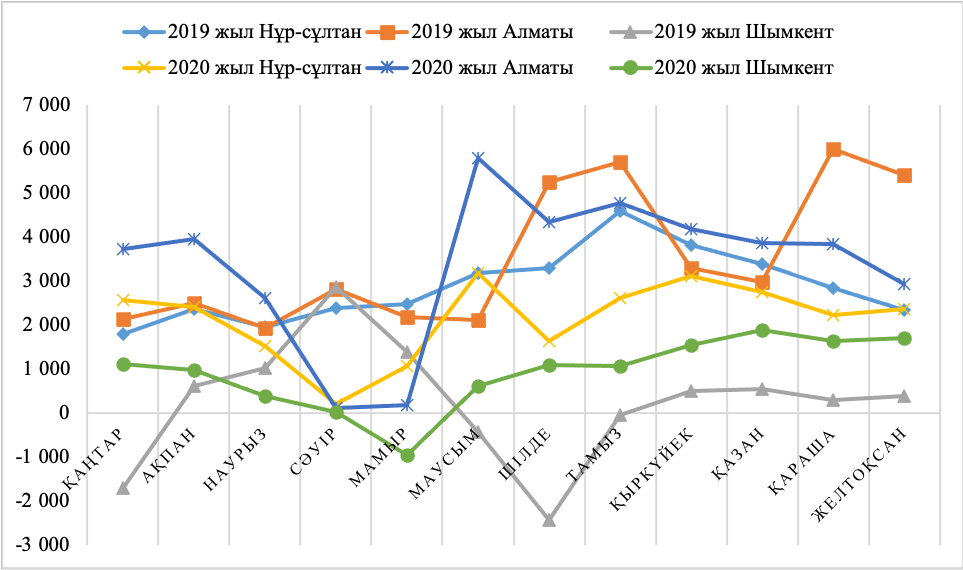 2019 жыл Нұр-сұлтан 2019 жыл Алматы 2019 жыл Шымкент
2020 жыл Нұр-сұлтан 2020 жыл Алматы 2020 жыл Шымкент
7 000
6 000
5 000
4 000
3 000
2 000
1 000
0
-1 000
-2 000
-3 000
ҚАҢТАР
АҚПАН
НАУРЫЗ
СӘУІР
МАМЫР
МАУСЫМ
ШІЛДЕ
ТАМЫЗ
ҚЫРКҮЙЕК
ҚАЗАН
ҚАРАША
ЖЕЛТОҚСАН